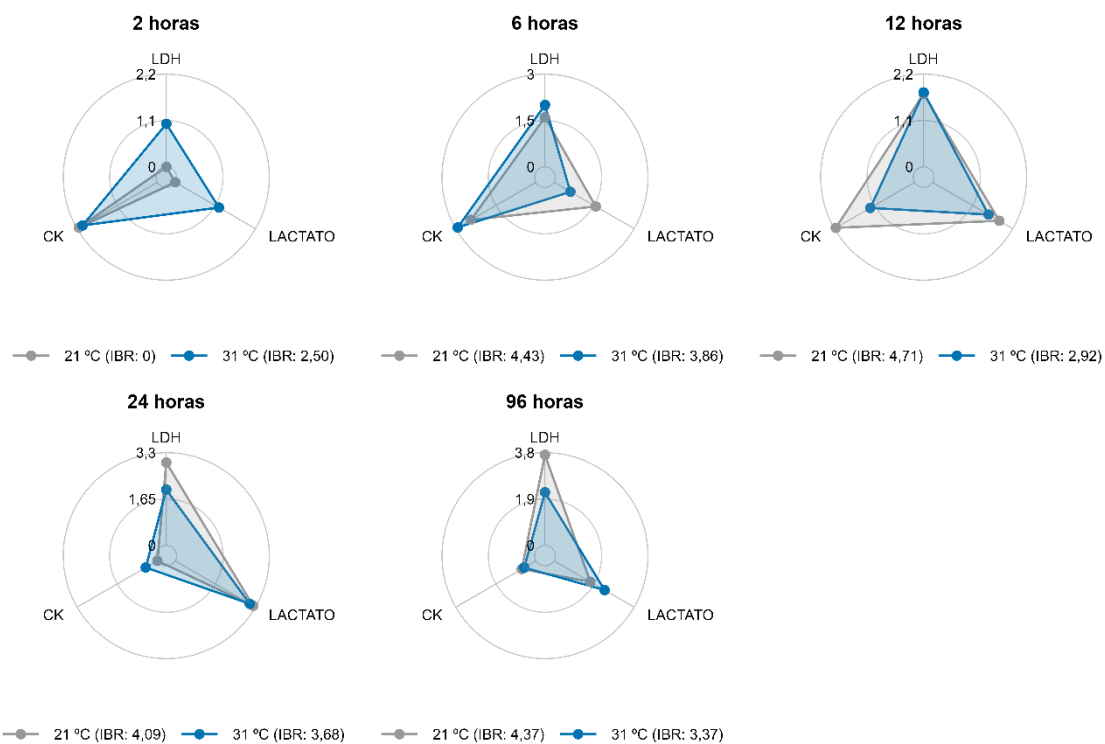 2 horas
LDH
2,2
1,1
0
CK
LACTATO
21 ºC (IBR: 0)
31 ºC (IBR: 2,50)
6 horas
LDH
3
1,5
0
CK
LACTATO
21 ºC (IBR: 4,43)
31 ºC (IBR: 3,86)
12 horas
LDH
2,2
1,1
0
CK
LACTATO
21 ºC (IBR: 4,71)
31 ºC (IBR: 2,92)
24 horas
LDH
3,3
1,65
0
CK
LACTATO
21 ºC (IBR: 4,09)
31 ºC (IBR: 3,68)
96 horas
LDH
3,8
1,9
0
CK
LACTATO
21 ºC (IBR: 4,37)
31 ºC (IBR: 3,37)